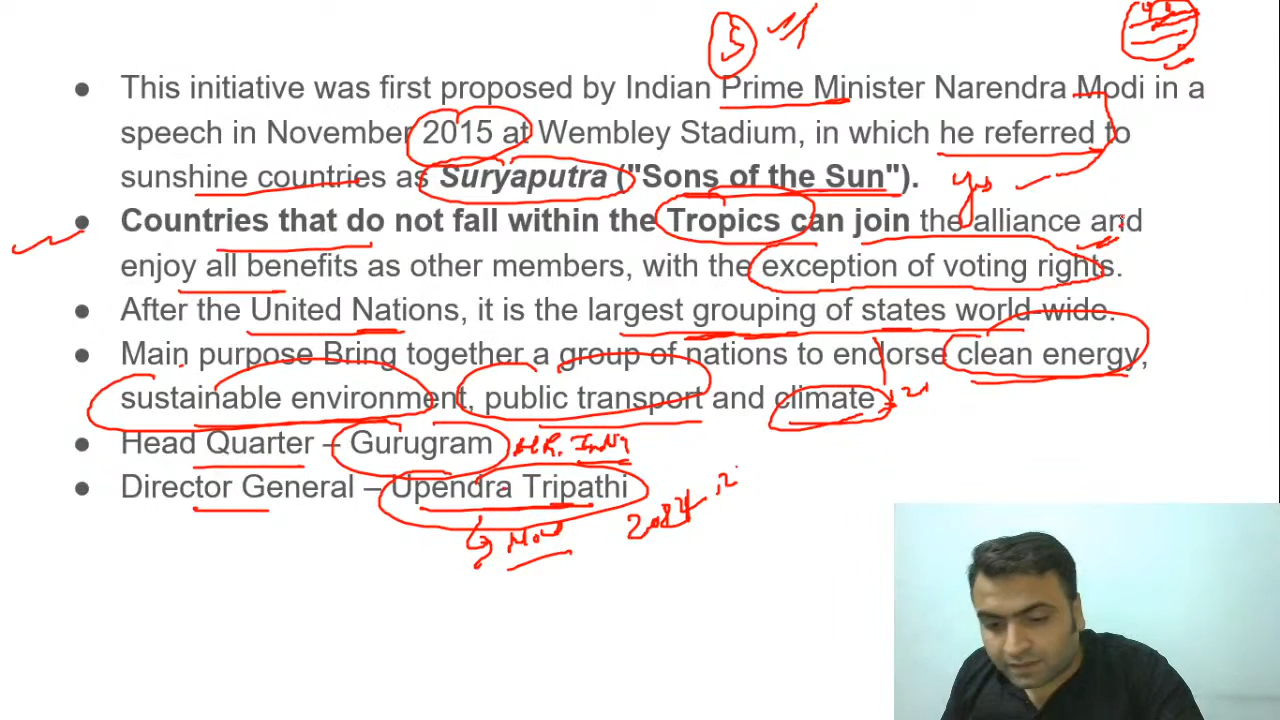 5
● This initiative was first proposed by Indian Prime Minister Narendra Modi in a
speech in November 2015 at Wembley Stadium, in which he referred to
sunshine countries as Suryaputra ("Sons of the Sun").
yes
● Countries that do not fall within the Tropics can join the alliance and
enjoy all benefits as other members, with the exception of voting rights.
● After the United Nations, it is the largest grouping of states world-wide.
● Main purpose Bring together a group of nations to endorse clean energy,
sustainable environment, public transport and climate
● Head Quarter – Gurugram HR. India
● Director General – Upendra Tripathi